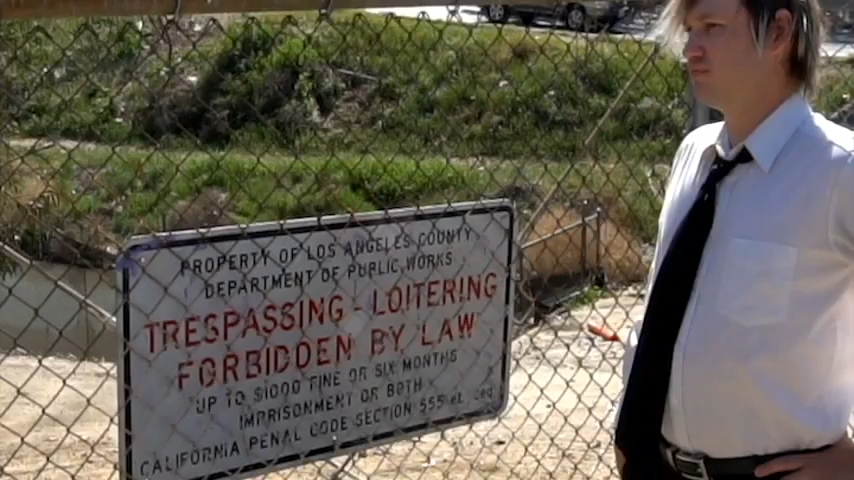 PROPERTY OF LOS ANGELES COUNTY
DEPARTMENT OF PUBLIC WORKS
TRESPASSING - LOITERING
FORBIDDEN BY LAW
UP TO $1000 FINE OR SIX MONTHS
IMPRISONMENT OR BOTH
CALIFORNIA PENAL CODE SECTION 555 et. seq.